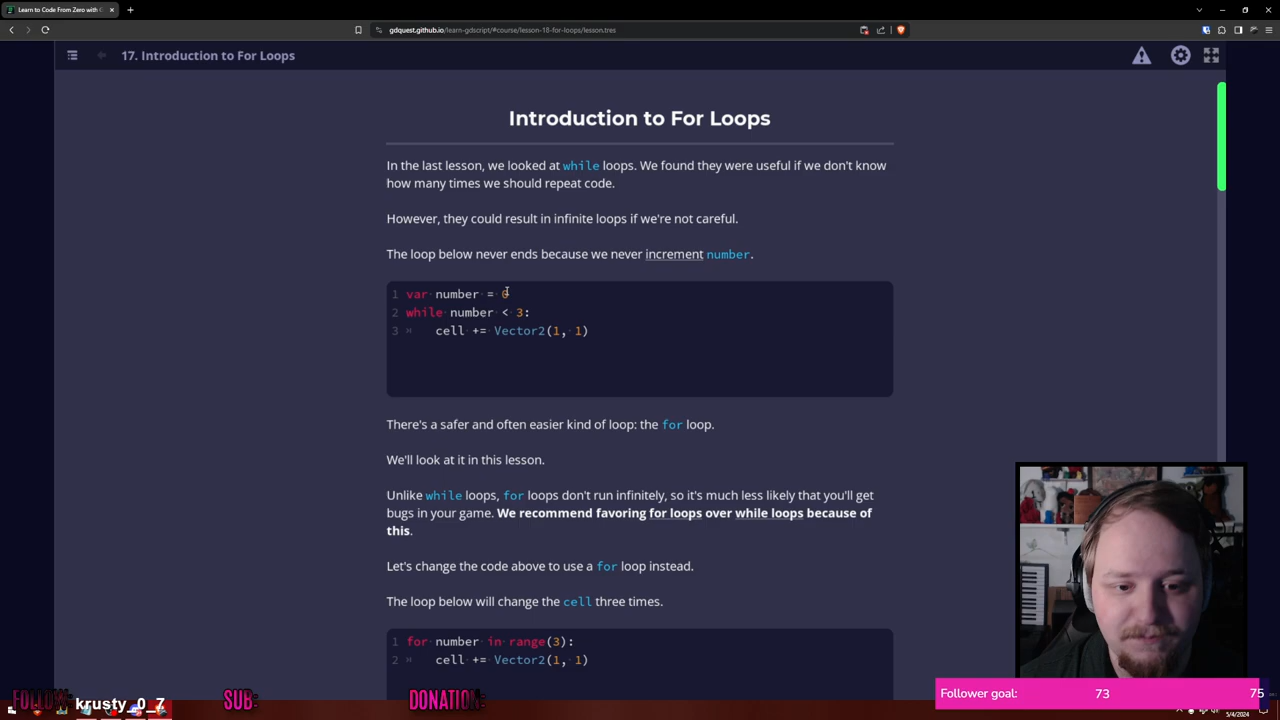 Learn to Code From Zero with
gdquest.github.io/learn-gdscript/#course/lesson-18-for-loops/lesson.tres
17. Introduction to For Loops
Introduction to For Loops
In the last lesson, we looked at while loops. We found they were useful if we don't know
how many times we should repeat code.
However, they could result in infinite loops if we're not careful.
The loop below never ends because we never increment number.
1 var number = 0
2 while number < 3:
3 cell += Vector2(1, 1)
There's a safer and often easier kind of loop: the for loop.
We'll look at it in this lesson.
Unlike while loops, for loops don't run infinitely, so it's much less likely that you'll get
bugs in your game. We recommend favoring for loops over while loops because of
this.
Let's change the code above to use a for loop instead.
The loop below will change the cell three times.
1 for number in range(3):
2 cell += Vector2(1, 1)
FOLLOW: krusty_0_7 SUB: DONATION:
Follower goal: 73 75
5/4/2024